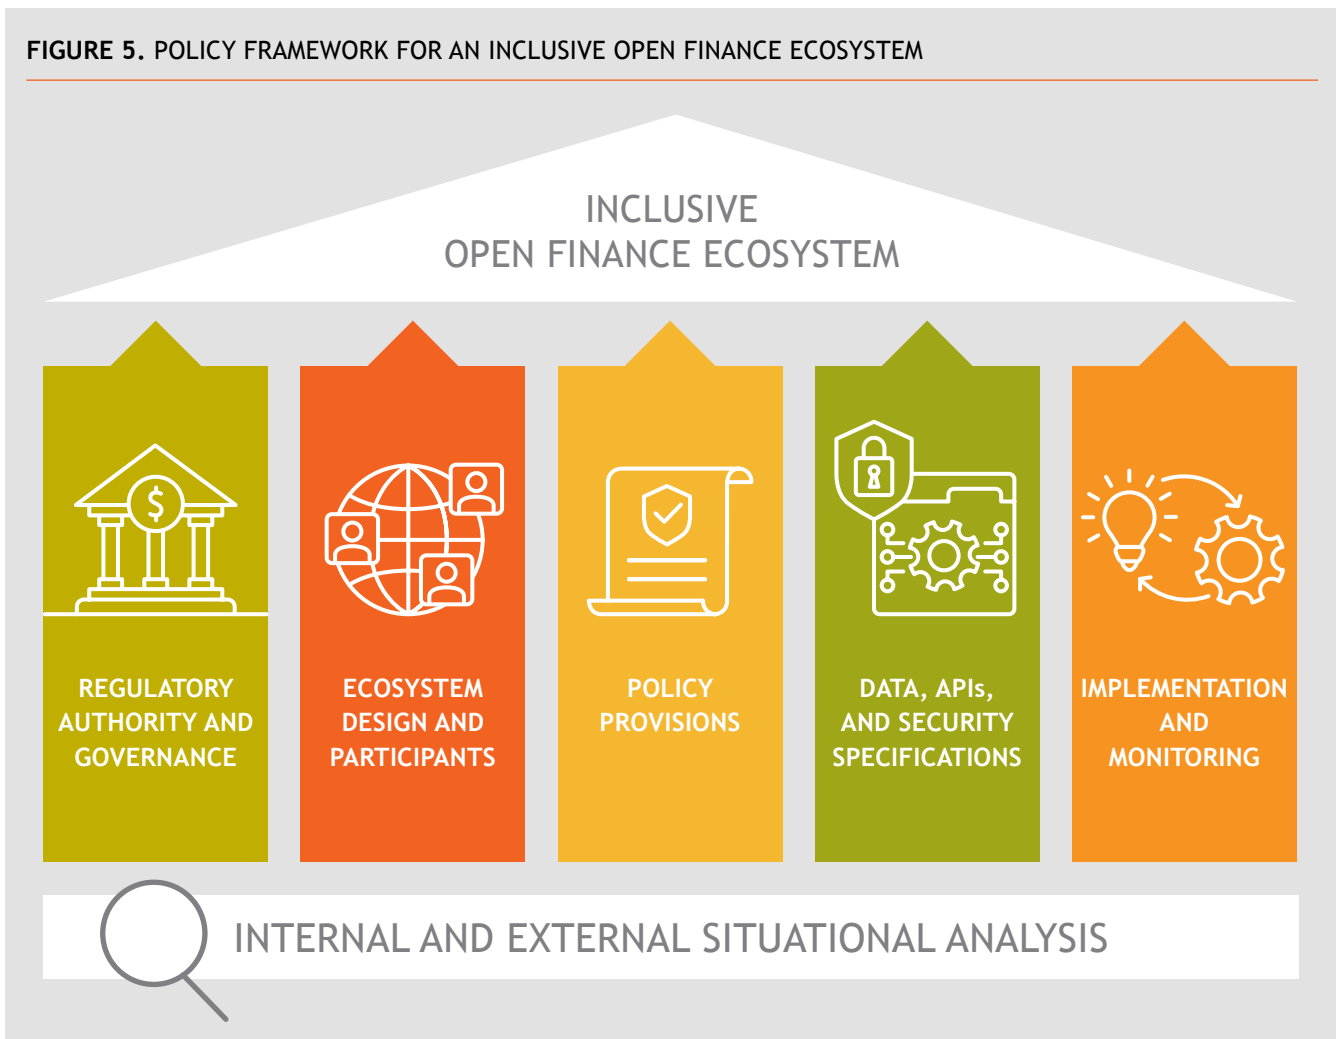 FIGURE 5. POLICY FRAMEWORK FOR AN INCLUSIVE OPEN FINANCE ECOSYSTEM
INCLUSIVE
OPEN FINANCE ECOSYSTEM
$
REGULATORY
AUTHORITY AND
GOVERNANCE
ECOSYSTEM
DESIGN AND
PARTICIPANTS
POLICY
PROVISIONS
DATA, APIs,
AND SECURITY
SPECIFICATIONS
IMPLEMENTATION
AND
MONITORING
INTERNAL AND EXTERNAL SITUATIONAL ANALYSIS